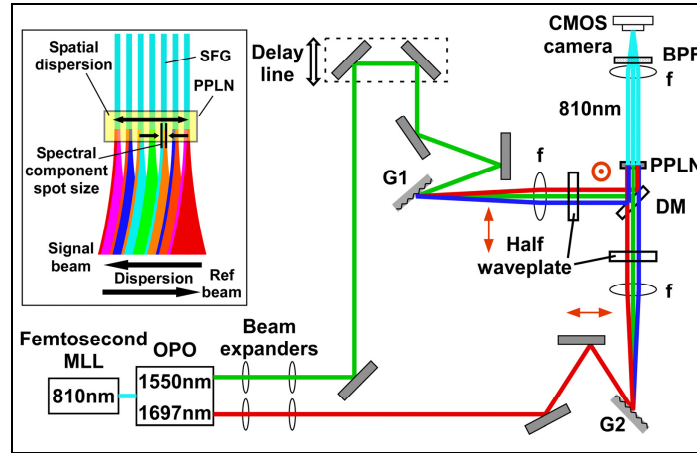 Spatial
dispersion
SFG
PPLN
Spectral
component
spot size
Signal
beam
Dispersion
Ref
beam
Delay
line
CMOS
camera
BPF
f
810nm
PPLN
DM
G1
f
Half
waveplate
f
G2
Femtosecond
MLL
810nm
OPO
1550nm
1697nm
Beam
expanders